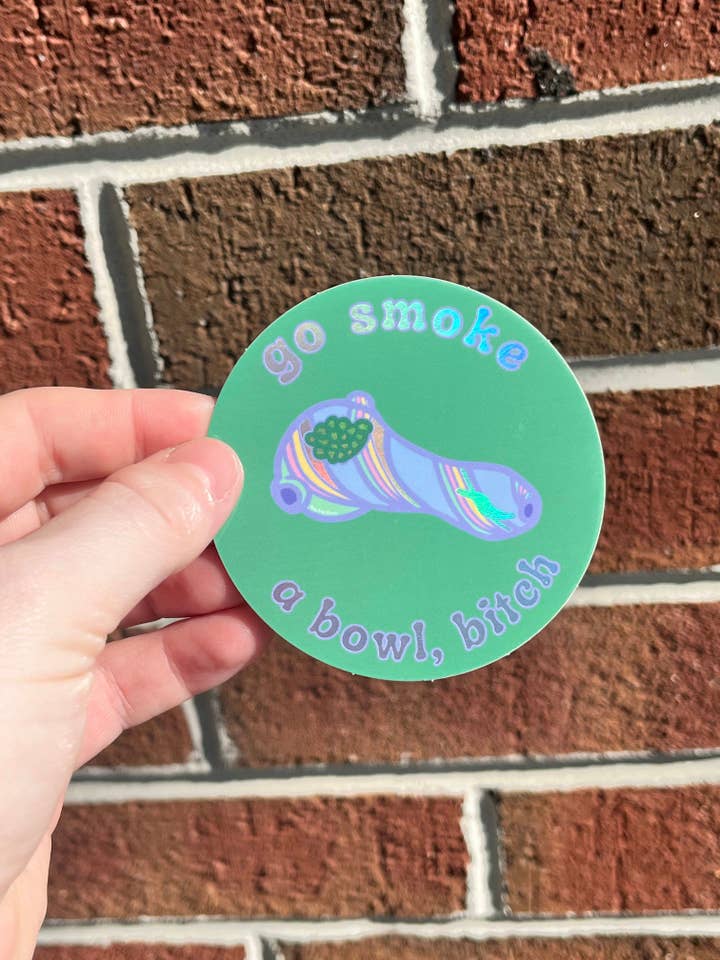 go smoke
a bowl, bitch